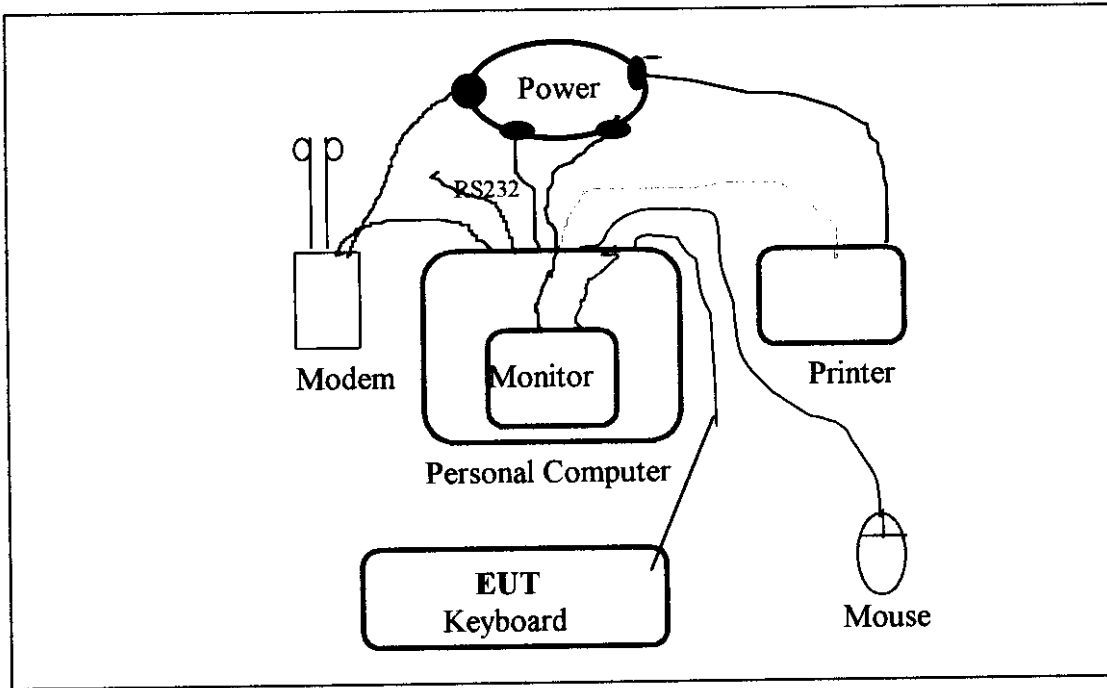 Power
RS232
Modem
Monitor
Printer
Personal Computer
EUT
Keyboard
Mouse